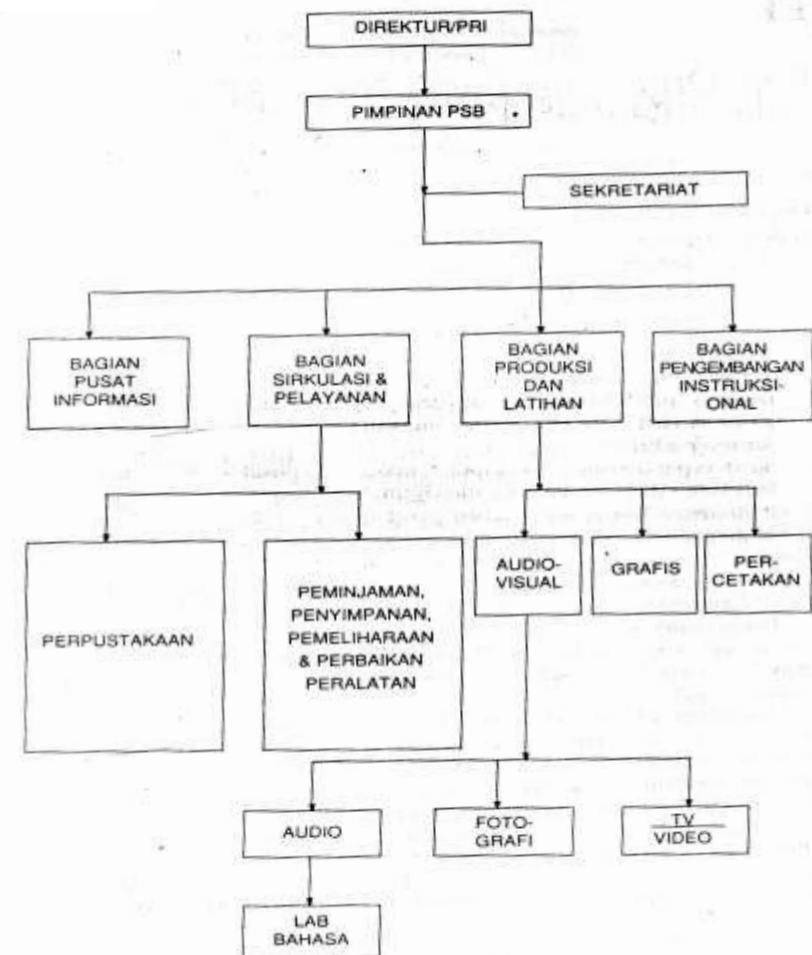 DIREKTUR/PRI
PIMPINAN PSB
SEKRETARIAT
BAGIAN
PUSAT
INFORMASI
BAGIAN
SIRKULASI &
PELAYANAN
BAGIAN
PRODUKSI
DAN
LATIHAN
BAGIAN
PENGEMBANGAN
INSTRUKSI-
ONAL
PERPUSTAKAAN
PEMINJAMAN,
PENYIMPANAN,
PEMELIHARAAN
& PERBAIKAN
PERALATAN
AUDIO-
VISUAL
GRAFIS
PER-
CETAKAN
AUDIO
FOTO-
GRAFI
TV
VIDEO
LAB
BAHASA